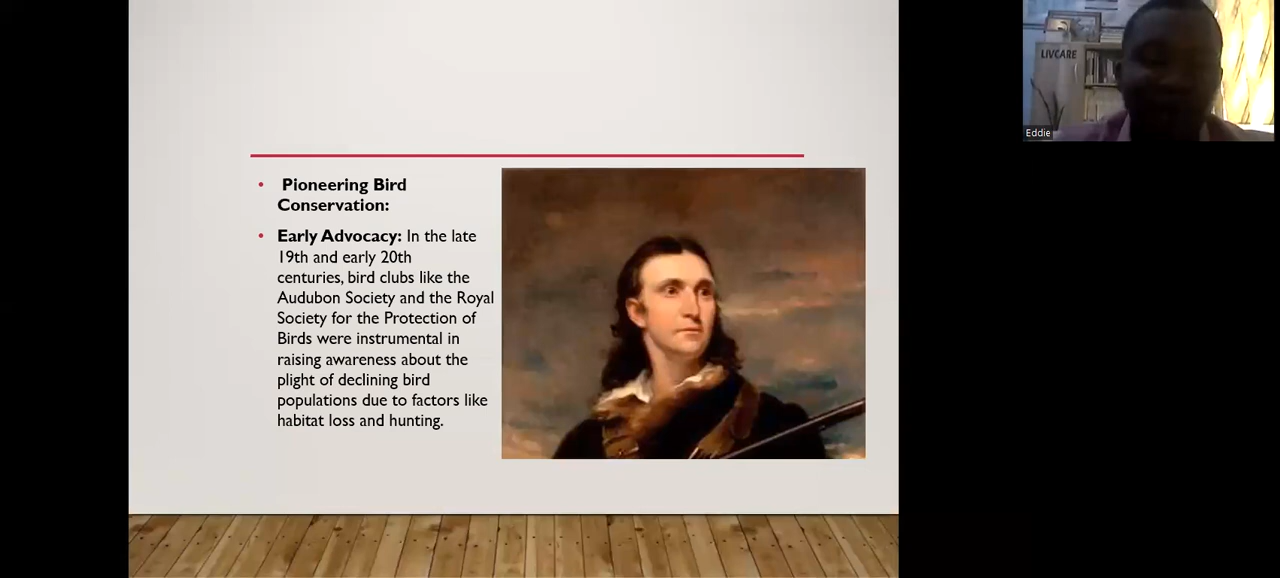 Pioneering Bird
Conservation:
Early Advocacy: In the late
19th and early 20th
centuries, bird clubs like the
Audubon Society and the Royal
Society for the Protection of
Birds were instrumental in
raising awareness about the
plight of declining bird
populations due to factors like
habitat loss and hunting.
LIVCARE
Eddie